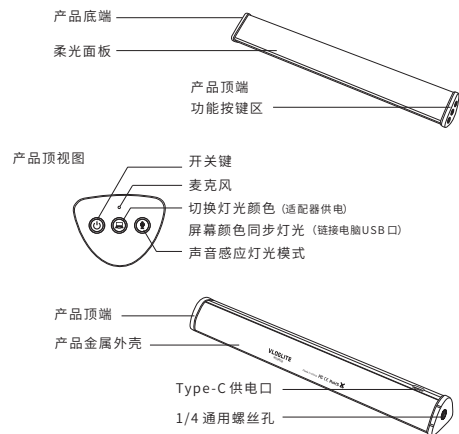 产品底端
柔光面板
产品顶端
功能按键区
产品顶视图
开关键
麦克风
切换灯光颜色（适配器供电）
屏幕颜色同步灯光（链接电脑USB口）
声音感应灯光模式
产品顶端
产品金属外壳
VLOGLITE
Type-C供电口
1/4通用螺丝孔